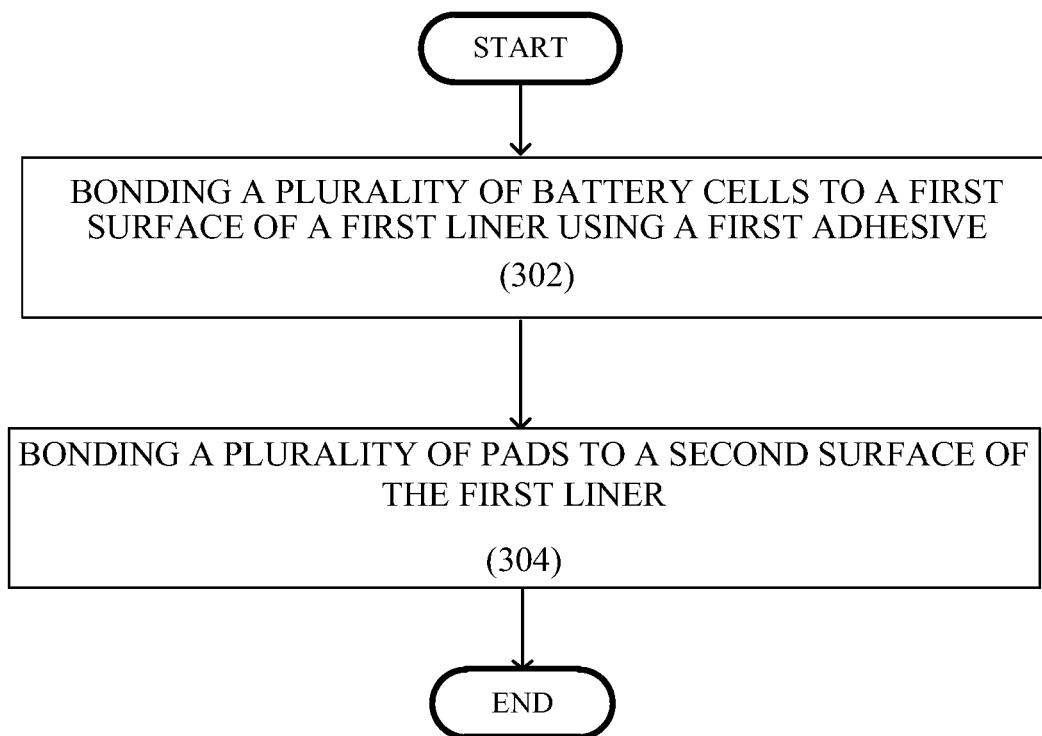 START
BONDING A PLURALITY OF BATTERY CELLS TO A FIRST
SURFACE OF A FIRST LINER USING A FIRST ADHESIVE
(302)
BONDING A PLURALITY OF PADS TO A SECOND SURFACE OF
THE FIRST LINER
(304)
END